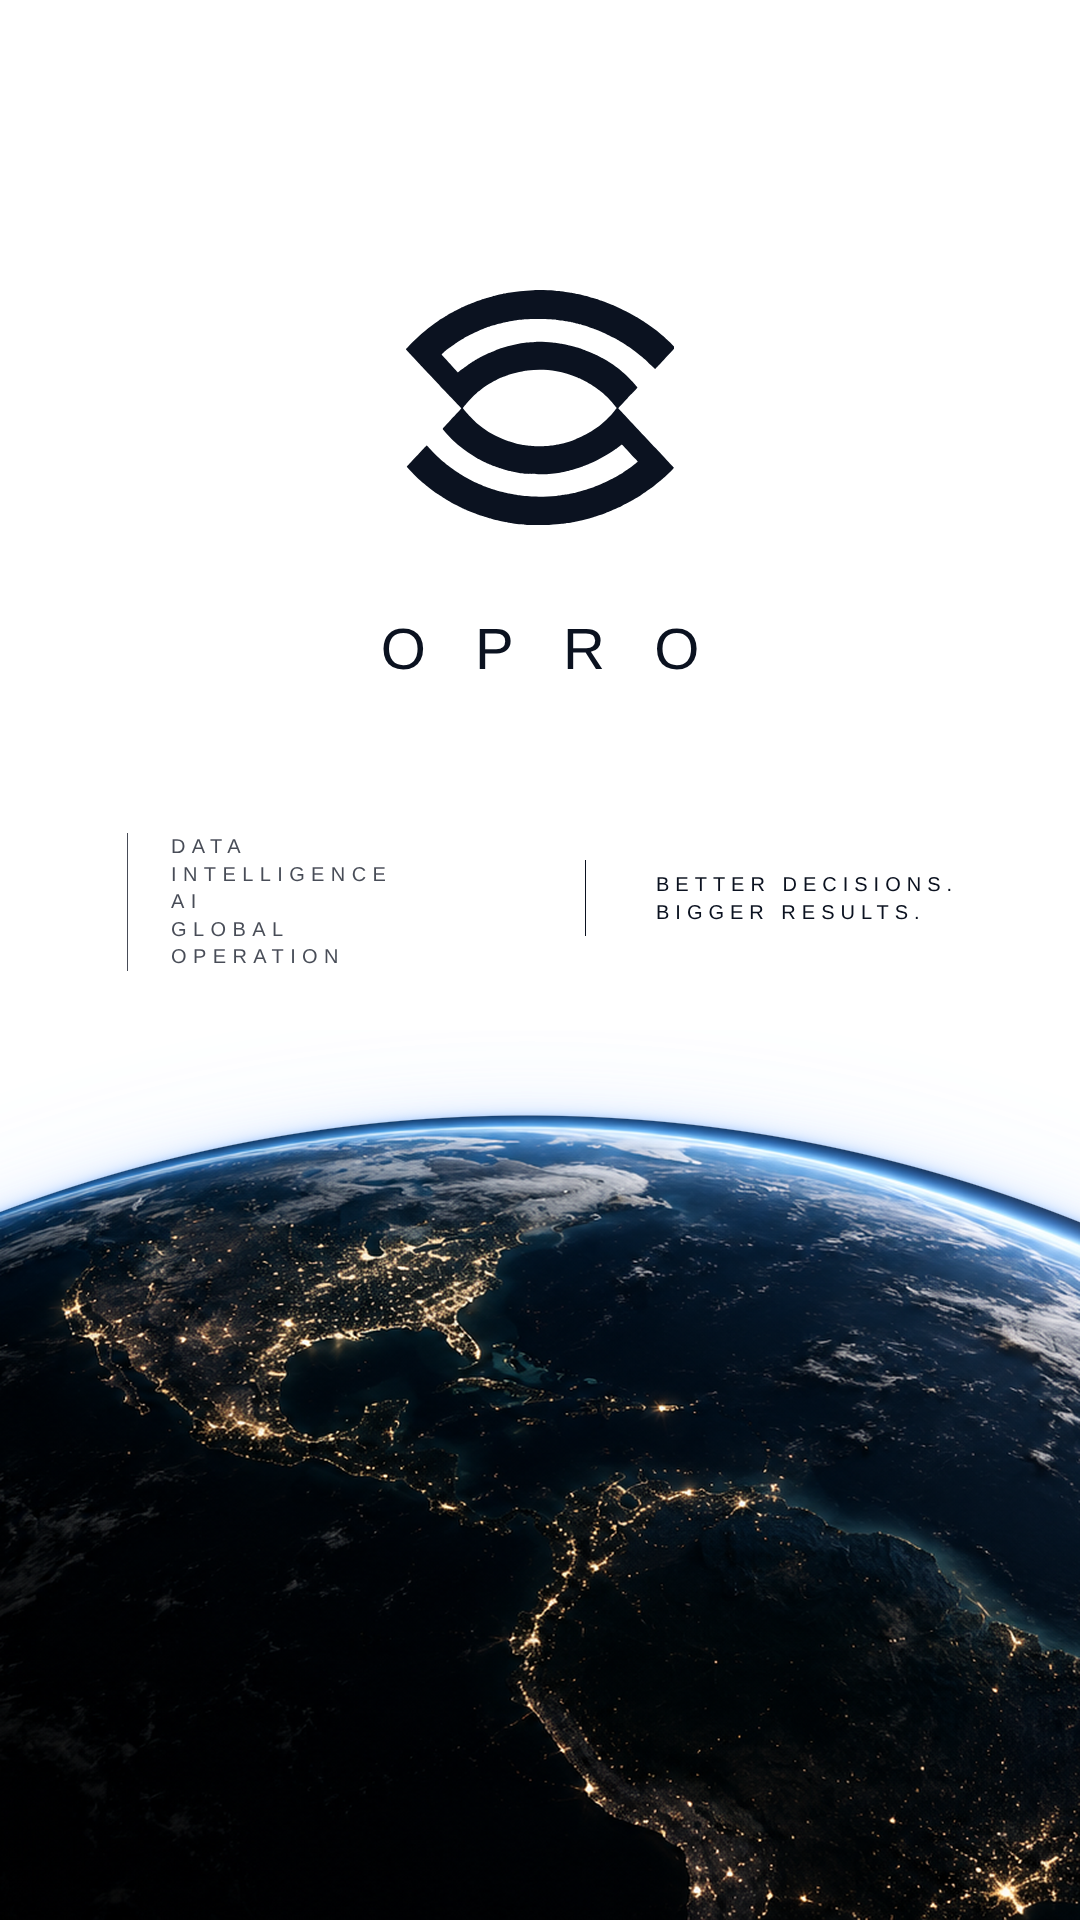 OPRO
DATA
INTELLIGENCE
AI
GLOBAL
OPERATION
BETTER DECISIONS.
BIGGER RESULTS.